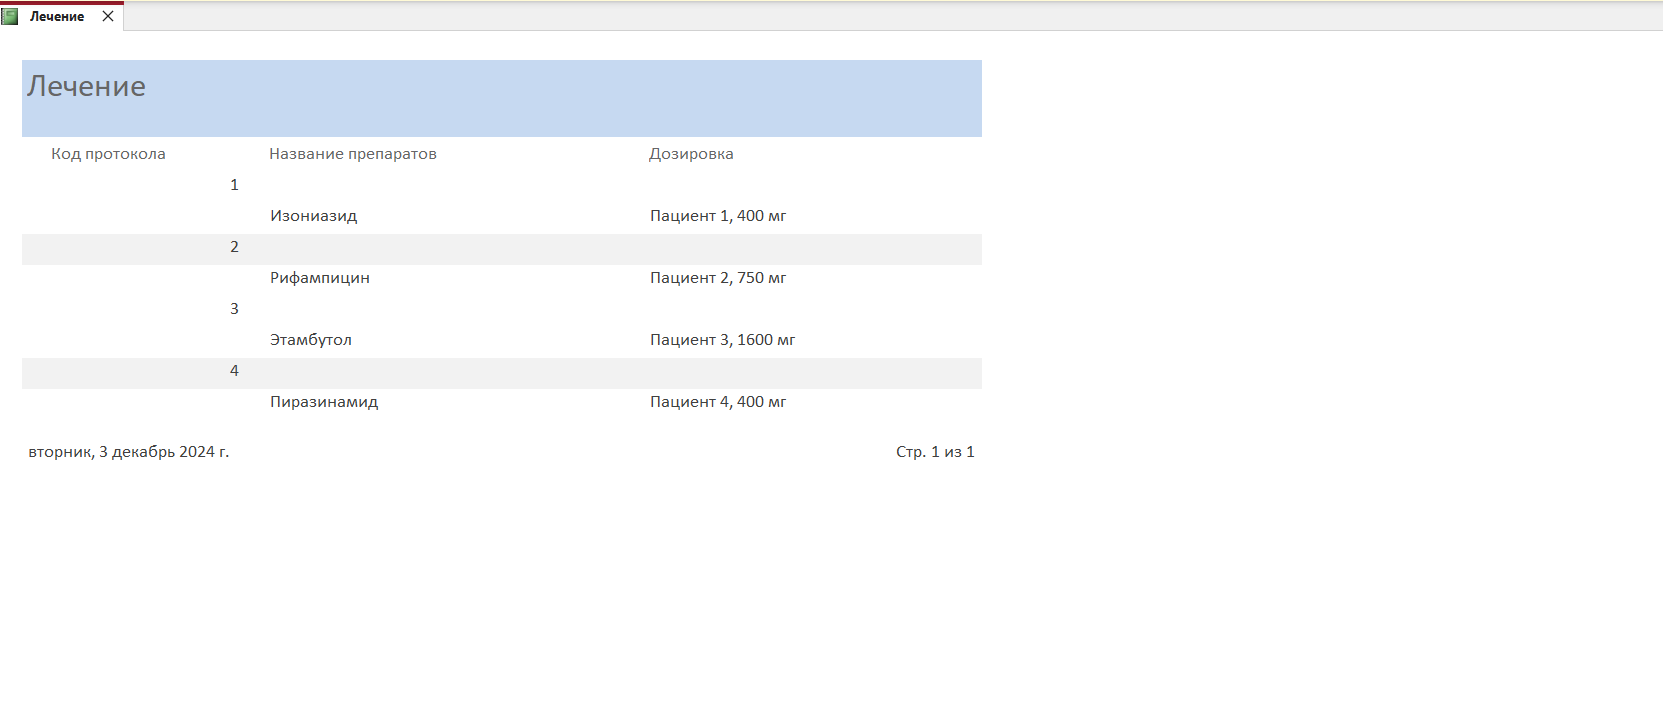 Лечение
Лечение
Код протокола Название препаратов Дозировка
1
Изониазид Пациент 1, 400 мг
2
Рифампицин Пациент 2, 750 мг
3
Этамбутол Пациент 3, 1600 мг
4
Пиразинамид Пациент 4, 400 мг
вторник, 3 декабрь 2024 г. Стр. 1 из 1